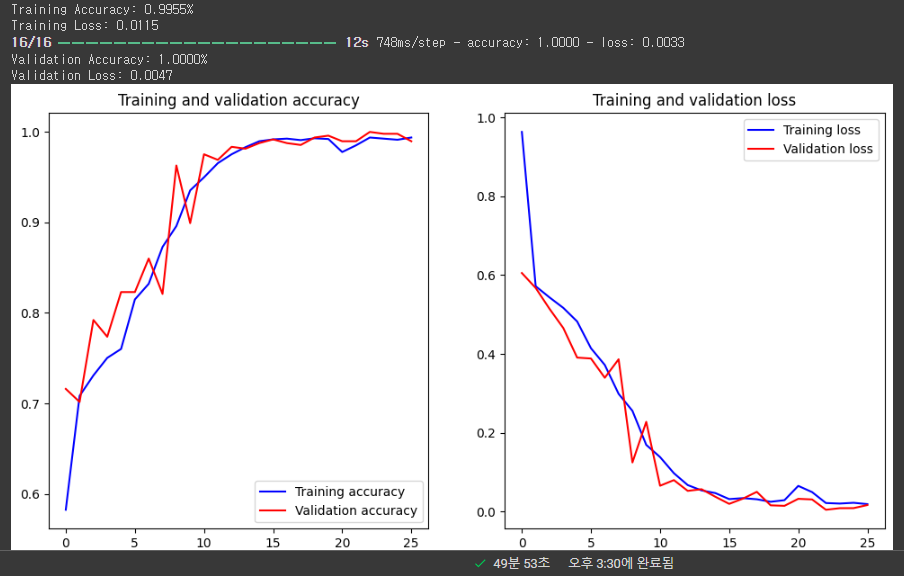 Training Accuracy: 0.9955%
Training Loss: 0.0115
16/16 ━━━━━━━━━━━━━━━━━━━━ 12s 748ms/step - accuracy: 1.0000 - loss: 0.0033
Validation Accuracy: 1.0000%
Validation Loss: 0.0047
Training and validation accuracy
1.0
0.9
0.8
0.7
0.6
Training accuracy
Validation accuracy
0 5 10 15 20 25
Training and validation loss
1.0
0.8
0.6
0.4
0.2
0.0
Training loss
Validation loss
0 5 10 15 20 25
✓ 49분 53초 오후 3:30에 완료됨